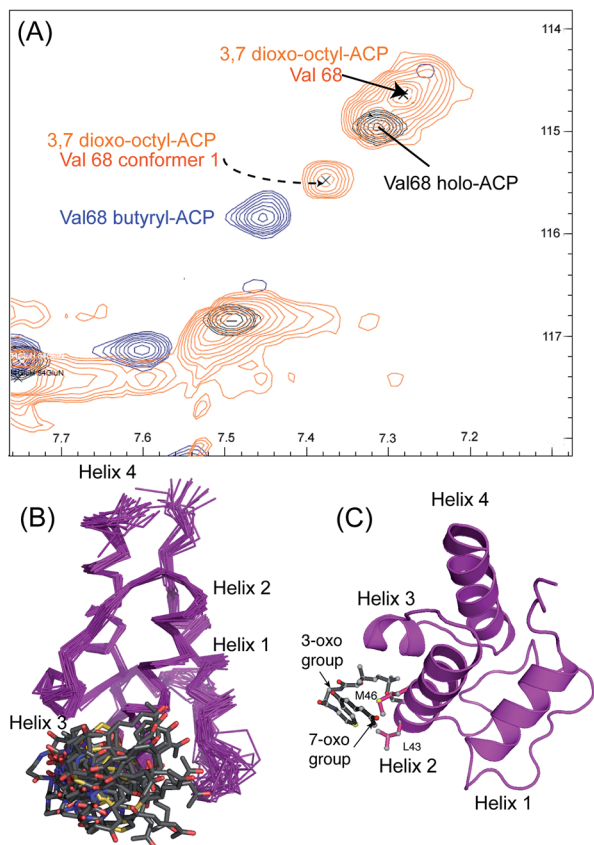 (A)
114
3,7 dioxo-octyl-ACP
Val 68
115
3,7 dioxo-octyl-ACP
Val 68 conformer 1
Val68 holo-ACP
Val68 butyryl-ACP
116
117
7.7 7.6 7.5 7.4 7.3 7.2
Helix 4
(B)
Helix 2
Helix 1
Helix 3
(C)
Helix 4
Helix 3
3-oxo
group
M46
7-oxo
group
L43
Helix 2
Helix 1